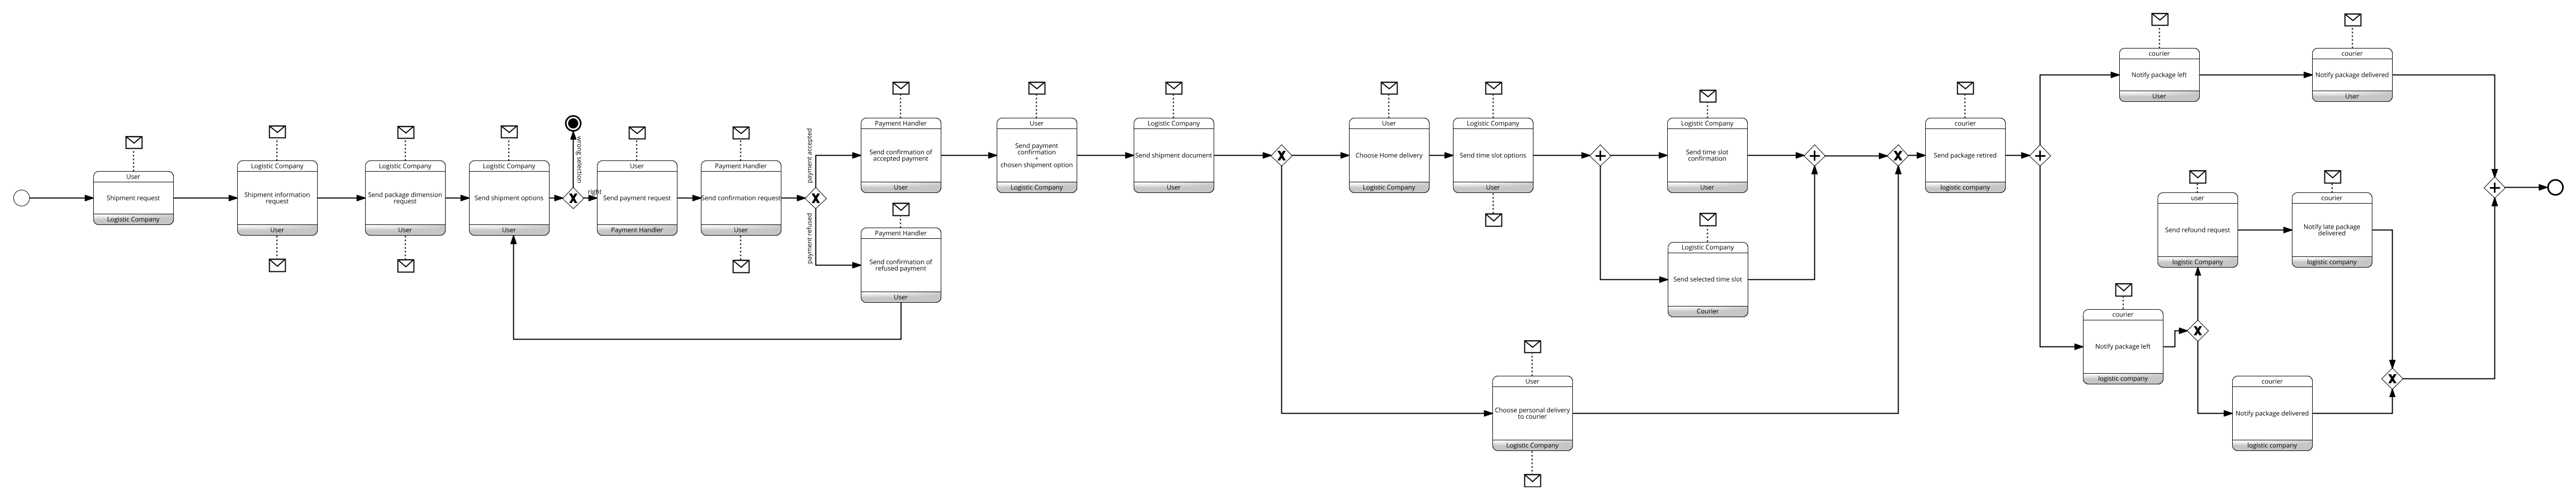 User
Shipment request
Logistic Company
Logistic Company
Shipment information
request
User
Logistic Company
Send package dimension
request
User
Logistic Company
Send shipment options
User
wrong selection
right
User
Send payment request
Payment Handler
Payment Handler
Send confirmation request
User
payment accepted
payment refused
Payment Handler
Send confirmation of
accepted payment
User
Payment Handler
Send confirmation of
refused payment
User
User
Send payment
confirmation
+
chosen shipment option
Logistic Company
Logistic Company
Send shipment document
User
User
Choose Home delivery
Logistic Company
Logistic Company
Send time slot options
User
Logistic Company
Send time slot
confirmation
User
Logistic Company
Send selected time slot
Courier
User
Choose personal delivery
to courier
Logistic Company
courier
Send package retired
logistic company
courier
Notify package left
User
courier
Notify package delivered
User
courier
Notify package left
logistic company
user
Send refound request
logistic Company
courier
Notify late package
delivered
logistic company
courier
Notify package delivered
logistic company